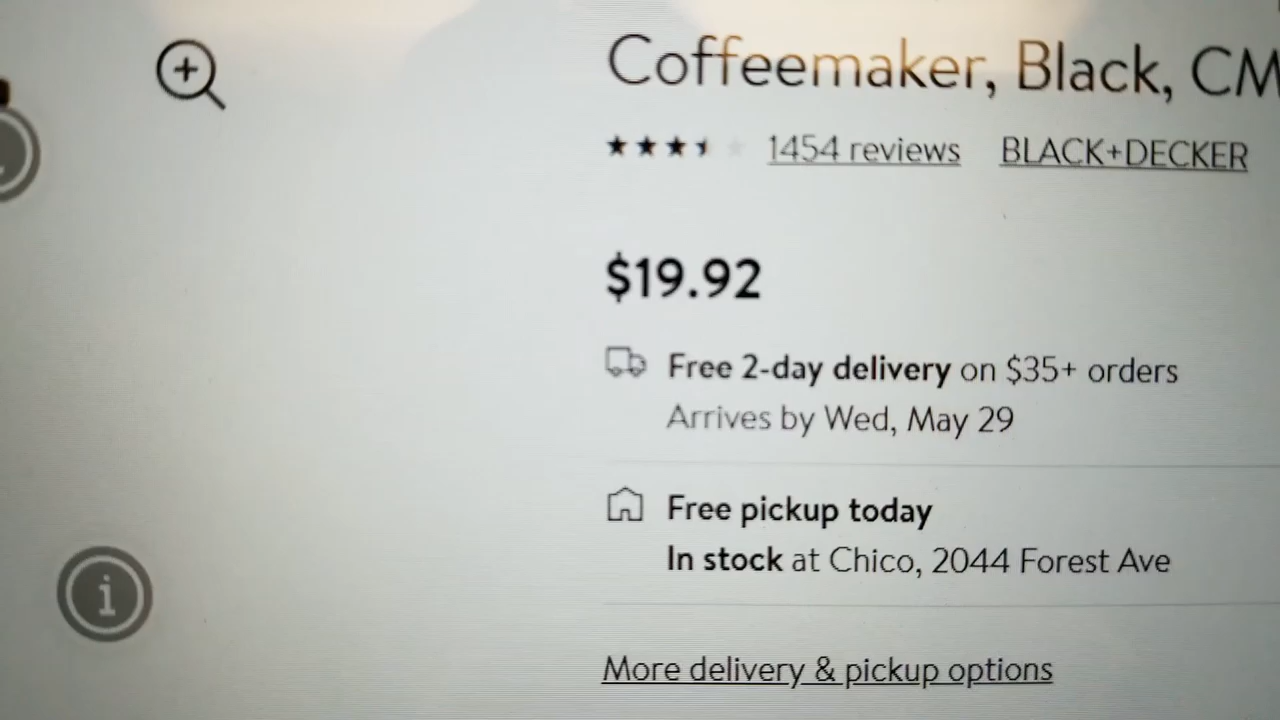 Coffeemaker, Black, CM
1454 reviews BLACK+DECKER
$19.92
Free 2-day delivery on $35+ orders
Arrives by Wed, May 29
Free pickup today
In stock at Chico, 2044 Forest Ave
i
More delivery & pickup options